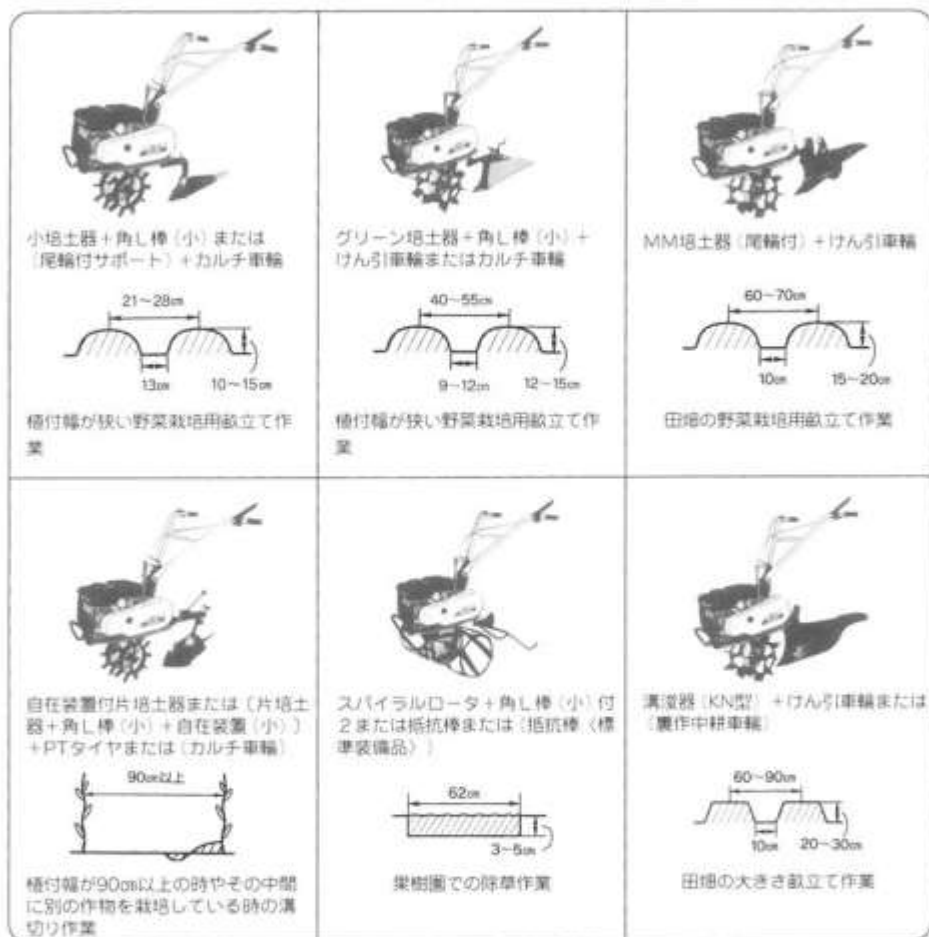 小培土器+角L棒(小)または
〔尾輪付サポート〕+カルチ車輪
21~28㎝
13㎝
10~15㎝
植付幅が狭い野菜栽培用畝立て作
業
グリーン培土器+角L棒(小)+
けん引車輪またはカルチ車輪
40~55㎝
9~12㎝
12~15㎝
植付幅が狭い野菜栽培用畝立て作
業
MM培土器(尾輪付)+けん引車輪
60~70㎝
10㎝
15~20㎝
田畑の野菜栽培用畝立て作業
自在装置付片培土器または〔片培土
器+角L棒(小)+自在装置(小)〕
+PTタイヤまたは〔カルチ車輪〕
90㎝以上
植付幅が90㎝以上の時やその中間
に別の作物を栽培している時の溝
切り作業
スパイラルロータ+角L棒(小)付
2または抵抗棒または〔抵抗棒〈標
準装備品〉〕
62㎝
3~5㎝
果樹園での除草作業
溝浚器(KN型)+けん引車輪または
〔裏作中耕車輪〕
60~90㎝
10㎝
20~30㎝
田畑の大きき畝立て作業